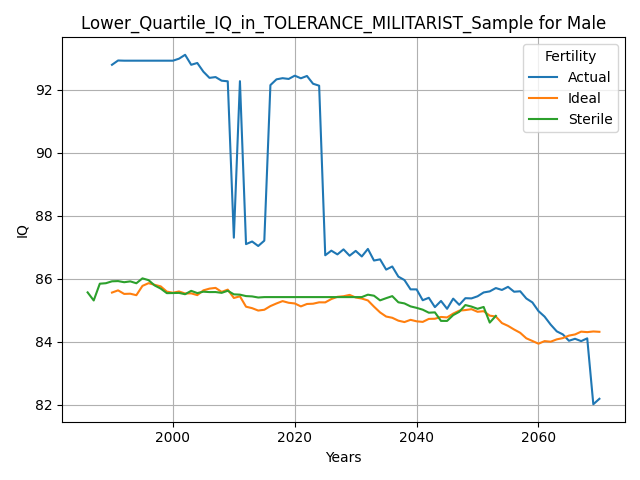 Lower_Quartile_IQ_in_TOLERANCE_MILITARIST_Sample for Male
Fertility
Actual
Ideal
Sterile
IQ
92
90
88
86
84
82
2000
2020
2040
2060
Years